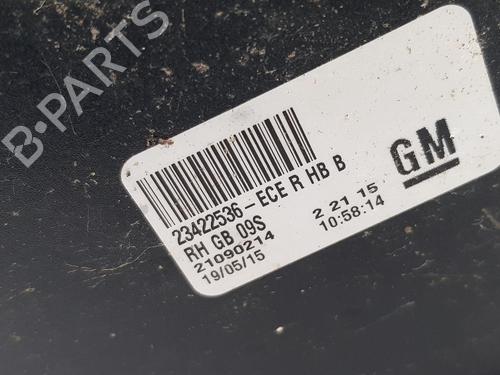 B-PARTS
23422536-ECE R HB B
RH GB 09S
21090214
19/05/15
2 21 15
10:58:14
GM